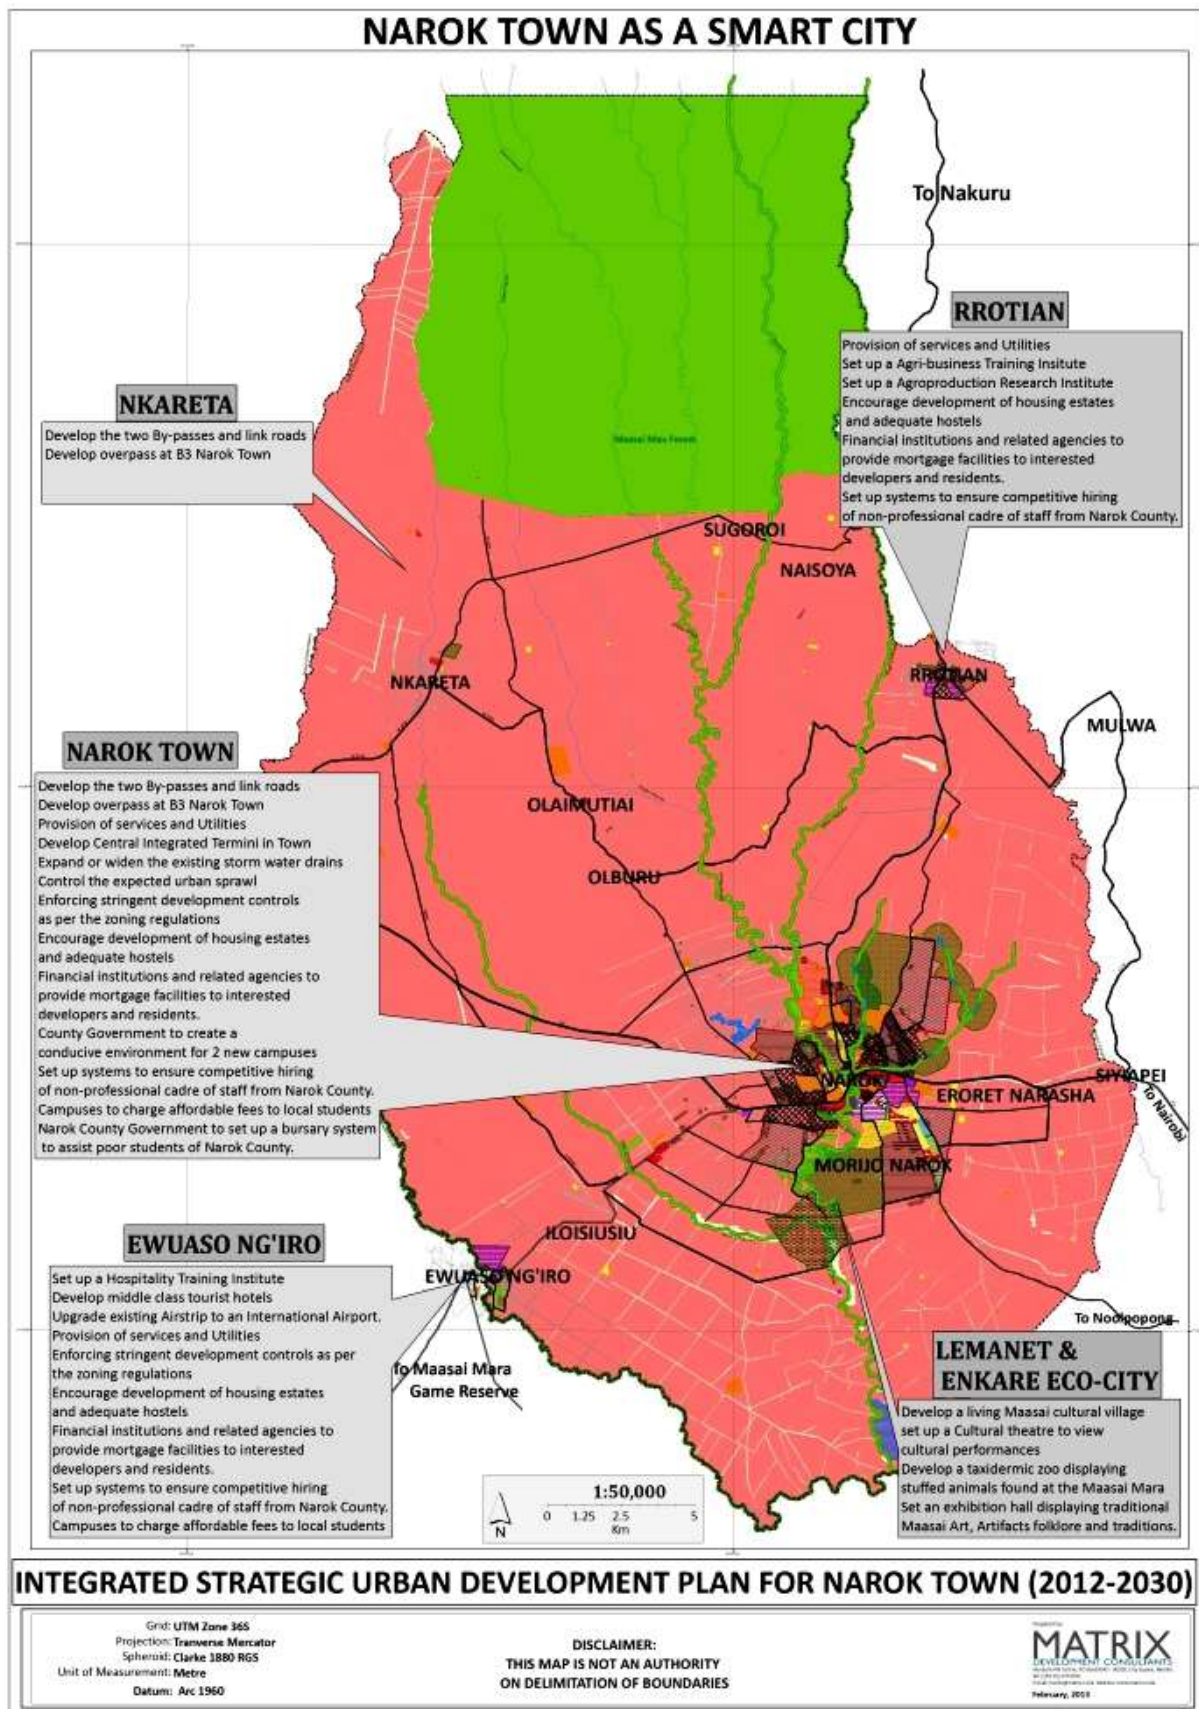 NAROK TOWN AS A SMART CITY
To Nakuru
RROTIAN
Provision of services and Utilities
Set up a Agri-business Training Insitute
Set up a Agroproduction Research Institute
Encourage development of housing estates
and adequate hostels
Financial institutions and related agencies to
provide mortgage facilities to interested
developers and residents.
Set up systems to ensure competitive hiring
of non-professional cadre of staff from Narok County.
NKARETA
Develop the two By-passes and link roads
Develop overpass at B3 Narok Town
Maasai Mau Forest
SUGOROI
NAISOYA
NKARETA
RROTIAN
MULWA
NAROK TOWN
Develop the two By-passes and link roads
Develop overpass at B3 Narok Town
Provision of services and Utilities
Develop Central Integrated Termini in Town
Expand or widen the existing storm water drains
Control the expected urban sprawl
Enforcing stringent development controls
as per the zoning regulations
Encourage development of housing estates
and adequate hostels
Financial institutions and related agencies to
provide mortgage facilities to interested
developers and residents.
County Government to create a
conducive environment for 2 new campuses
Set up systems to ensure competitive hiring
of non-professional cadre of staff from Narok County.
Campuses to charge affordable fees to local students
Narok County Government to set up a bursary system
to assist poor students of Narok County.
OLAIMUTIAI
OLBURU
NAROK
SIYIAPEI
ERORET NARASHA
To Nairobi
MORIJO NAROK
ILOISIUSIU
EWUASO NG'IRO
EWUASO NG'IRO
Set up a Hospitality Training Institute
Develop middle class tourist hotels
Upgrade existing Airstrip to an International Airport.
Provision of services and Utilities
Enforcing stringent development controls as per
the zoning regulations
Encourage development of housing estates
and adequate hostels
Financial institutions and related agencies to
provide mortgage facilities to interested
developers and residents.
Set up systems to ensure competitive hiring
of non-professional cadre of staff from Narok County.
Campuses to charge affordable fees to local students
To Maasai Mara
Game Reserve
To Noolpopong
LEMANET &
ENKARE ECO-CITY
Develop a living Maasai cultural village
set up a Cultural theatre to view
cultural performances
Develop a taxidermic zoo displaying
stuffed animals found at the Maasai Mara
Set an exhibition hall displaying traditional
Maasai Art, Artifacts folklore and traditions.
N
1:50,000
0 1.25 2.5 5
Km
INTEGRATED STRATEGIC URBAN DEVELOPMENT PLAN FOR NAROK TOWN (2012-2030)
Grid: UTM Zone 36S
Projection: Tranverse Mercator
Spheroid: Clarke 1880 RGS
Unit of Measurement: Metre
Datum: Arc 1960
DISCLAIMER:
THIS MAP IS NOT AN AUTHORITY
ON DELIMITATION OF BOUNDARIES
MATRIX
DEVELOPMENT CONSULTANTS
February, 2013